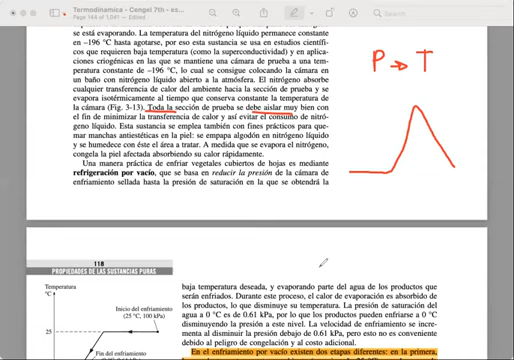 Termodinamica - Cengel 7th - es...
Page 144 of 1,041 — Edited
se está evaporando. La temperatura del nitrógeno líquido permanece constante
en −196 °C hasta agotarse, por eso esta sustancia se usa en estudios científi-
cos que requieren baja temperatura (como la superconductividad) y en aplica-
ciones criogénicas en las que se mantiene una cámara de prueba a una tem-
peratura constante de −196 °C, lo cual se consigue colocando la cámara en
un baño con nitrógeno líquido abierto a la atmósfera. El nitrógeno absorbe
cualquier transferencia de calor del ambiente hacia la sección de prueba y se
evapora isotérmicamente al tiempo que conserva constante la temperatura de
la cámara (Fig. 3-13). Toda la sección de prueba se debe aislar muy bien con
el fin de minimizar la transferencia de calor y así evitar el consumo de nitró-
geno líquido. Esta sustancia se emplea también con fines prácticos para que-
mar manchas antiestéticas en la piel: se empapa algodón en nitrógeno líquido
y se humedece con éste el área a tratar. A medida que se evapora el nitrógeno,
congela la piel afectada absorbiendo su calor rápidamente.
Una manera práctica de enfriar vegetales cubiertos de hojas es mediante
refrigeración por vacío, que se basa en reducir la presión de la cámara de
enfriamiento sellada hasta la presión de saturación en la que se obtendrá la
P → T
118
PROPIEDADES DE LAS SUSTANCIAS PURAS
Temperatura
°C
Inicio del enfriamiento
(25 °C, 100 kPa)
25
Fin del enfriamiento
baja temperatura deseada, y evaporando parte del agua de los productos que
serán enfriados. Durante este proceso, el calor de evaporación es absorbido de
los productos, lo que disminuye su temperatura. La presión de saturación del
agua a 0 °C es de 0.61 kPa, por lo que los productos pueden enfriarse a 0 °C
disminuyendo la presión a este nivel. La velocidad de enfriamiento se incre-
menta al disminuir la presión debajo de 0.61 kPa, pero esto no es conveniente
debido al peligro de congelación y al costo adicional.
En el enfriamiento por vacío existen dos etapas diferentes: en la primera,